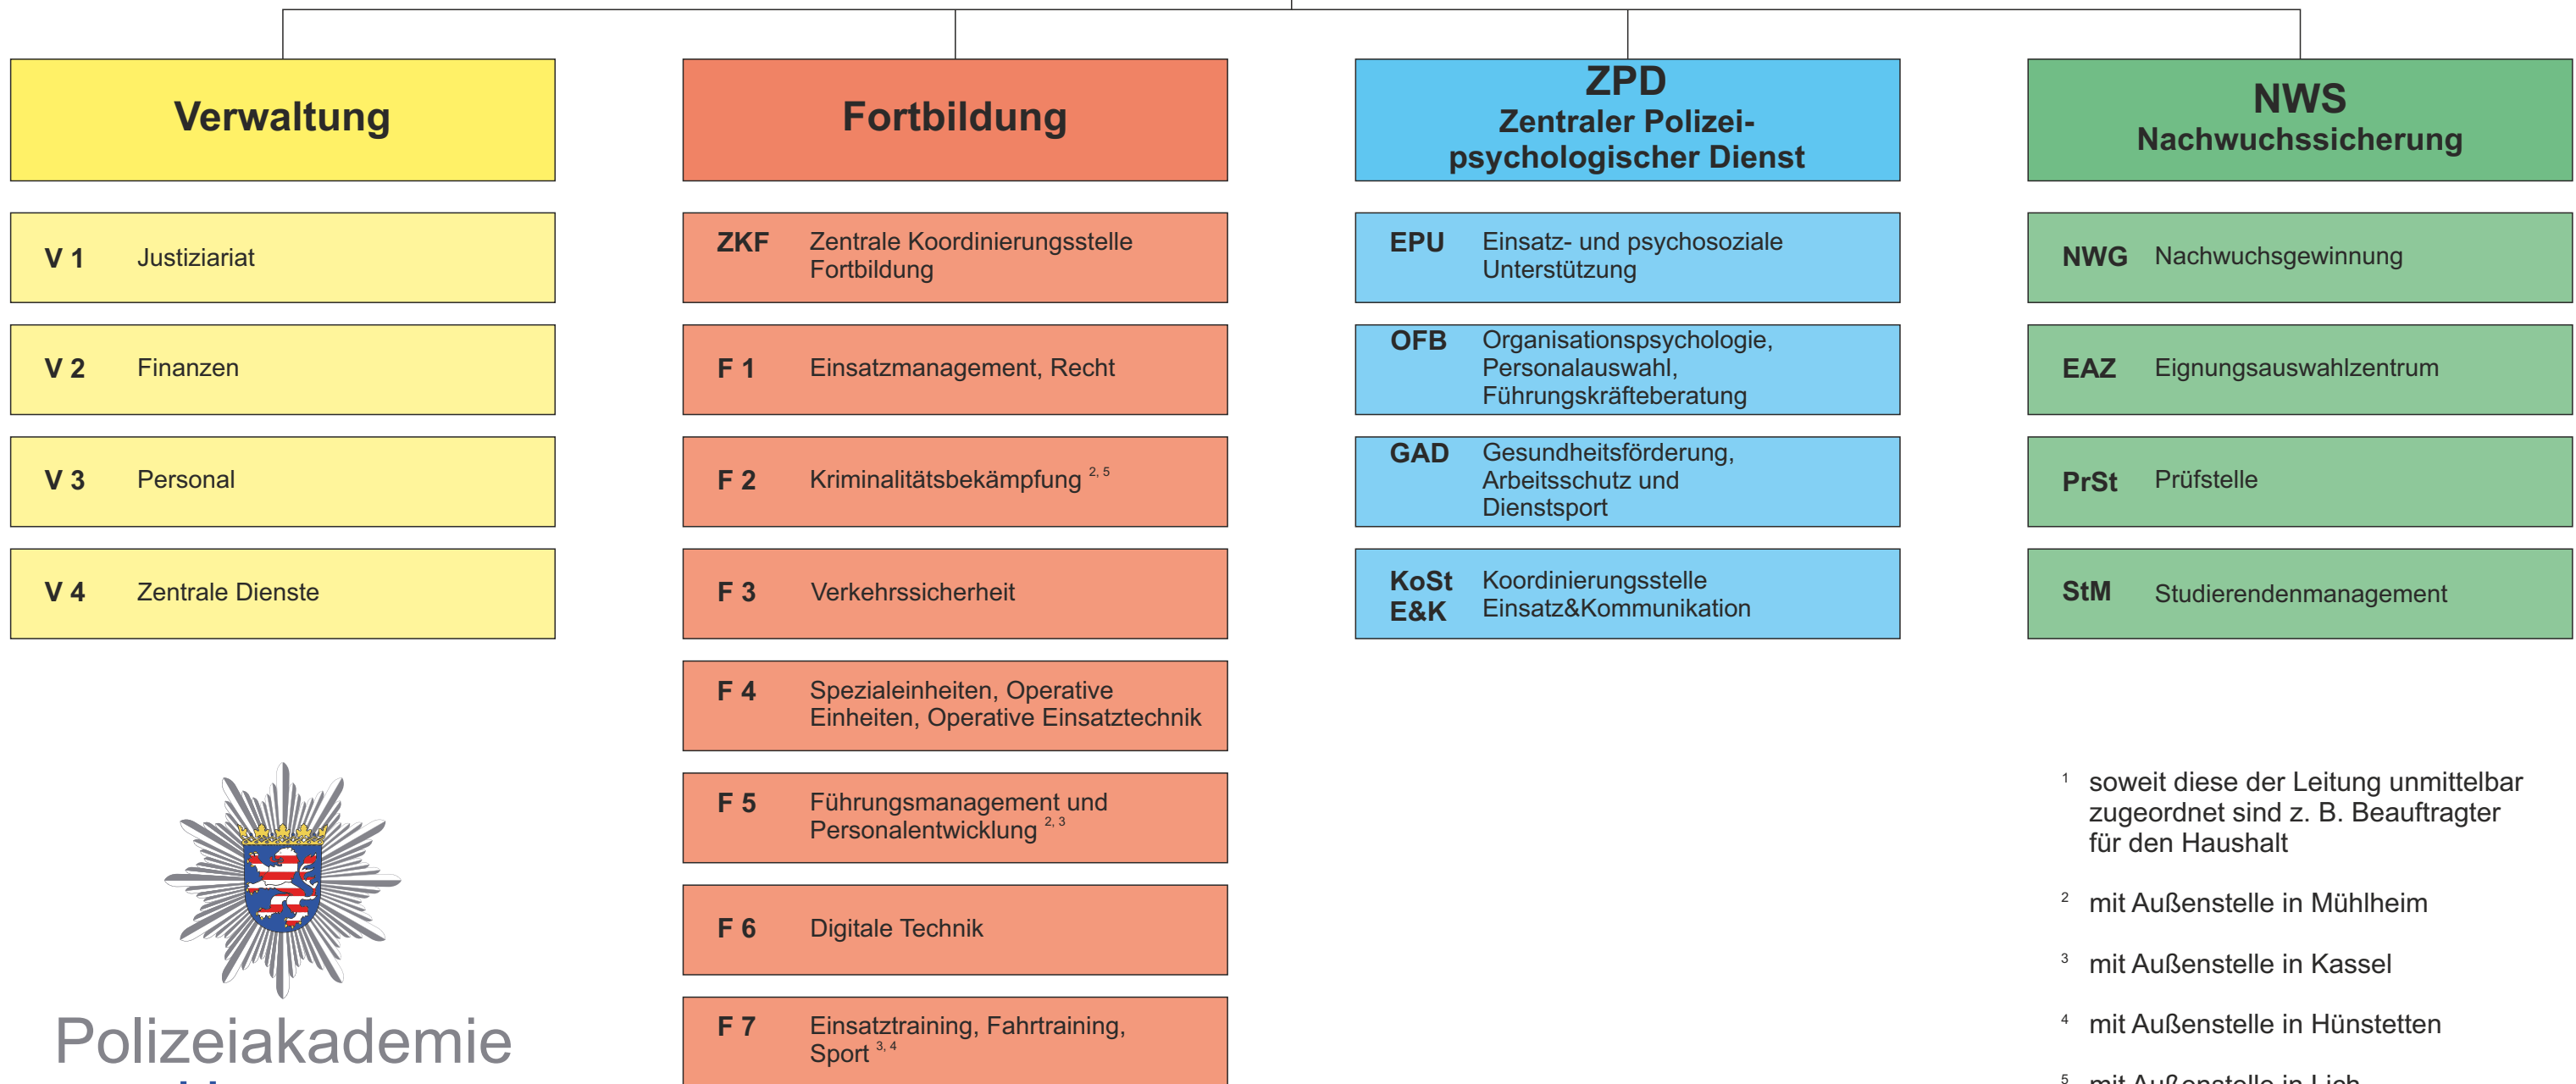 Verwaltung
V 1 Justiziariat
V 2 Finanzen
V 3 Personal
V 4 Zentrale Dienste
Fortbildung
ZKF Zentrale Koordinierungsstelle
Fortbildung
F 1 Einsatzmanagement, Recht
F 2 Kriminalitätsbekämpfung 2, 5
F 3 Verkehrssicherheit
F 4 Spezialeinheiten, Operative
Einheiten, Operative Einsatztechnik
F 5 Führungsmanagement und
Personalentwicklung 2, 3
F 6 Digitale Technik
F 7 Einsatztraining, Fahrtraining,
Sport 3, 4
ZPD
Zentraler Polizei-
psychologischer Dienst
EPU Einsatz- und psychosoziale
Unterstützung
OFB Organisationspsychologie,
Personalauswahl,
Führungskräfteberatung
GAD Gesundheitsförderung,
Arbeitsschutz und
Dienstsport
KoSt Koordinierungsstelle
E&K Einsatz&Kommunikation
NWS
Nachwuchssicherung
NWG Nachwuchsgewinnung
EAZ Eignungsauswahlzentrum
PrSt Prüfstelle
StM Studierendenmanagement
1 soweit diese der Leitung unmittelbar
zugeordnet sind z. B. Beauftragter
für den Haushalt
2 mit Außenstelle in Mühlheim
3 mit Außenstelle in Kassel
4 mit Außenstelle in Hünstetten
5 mit Außenstelle in Lich
Polizeiakademie